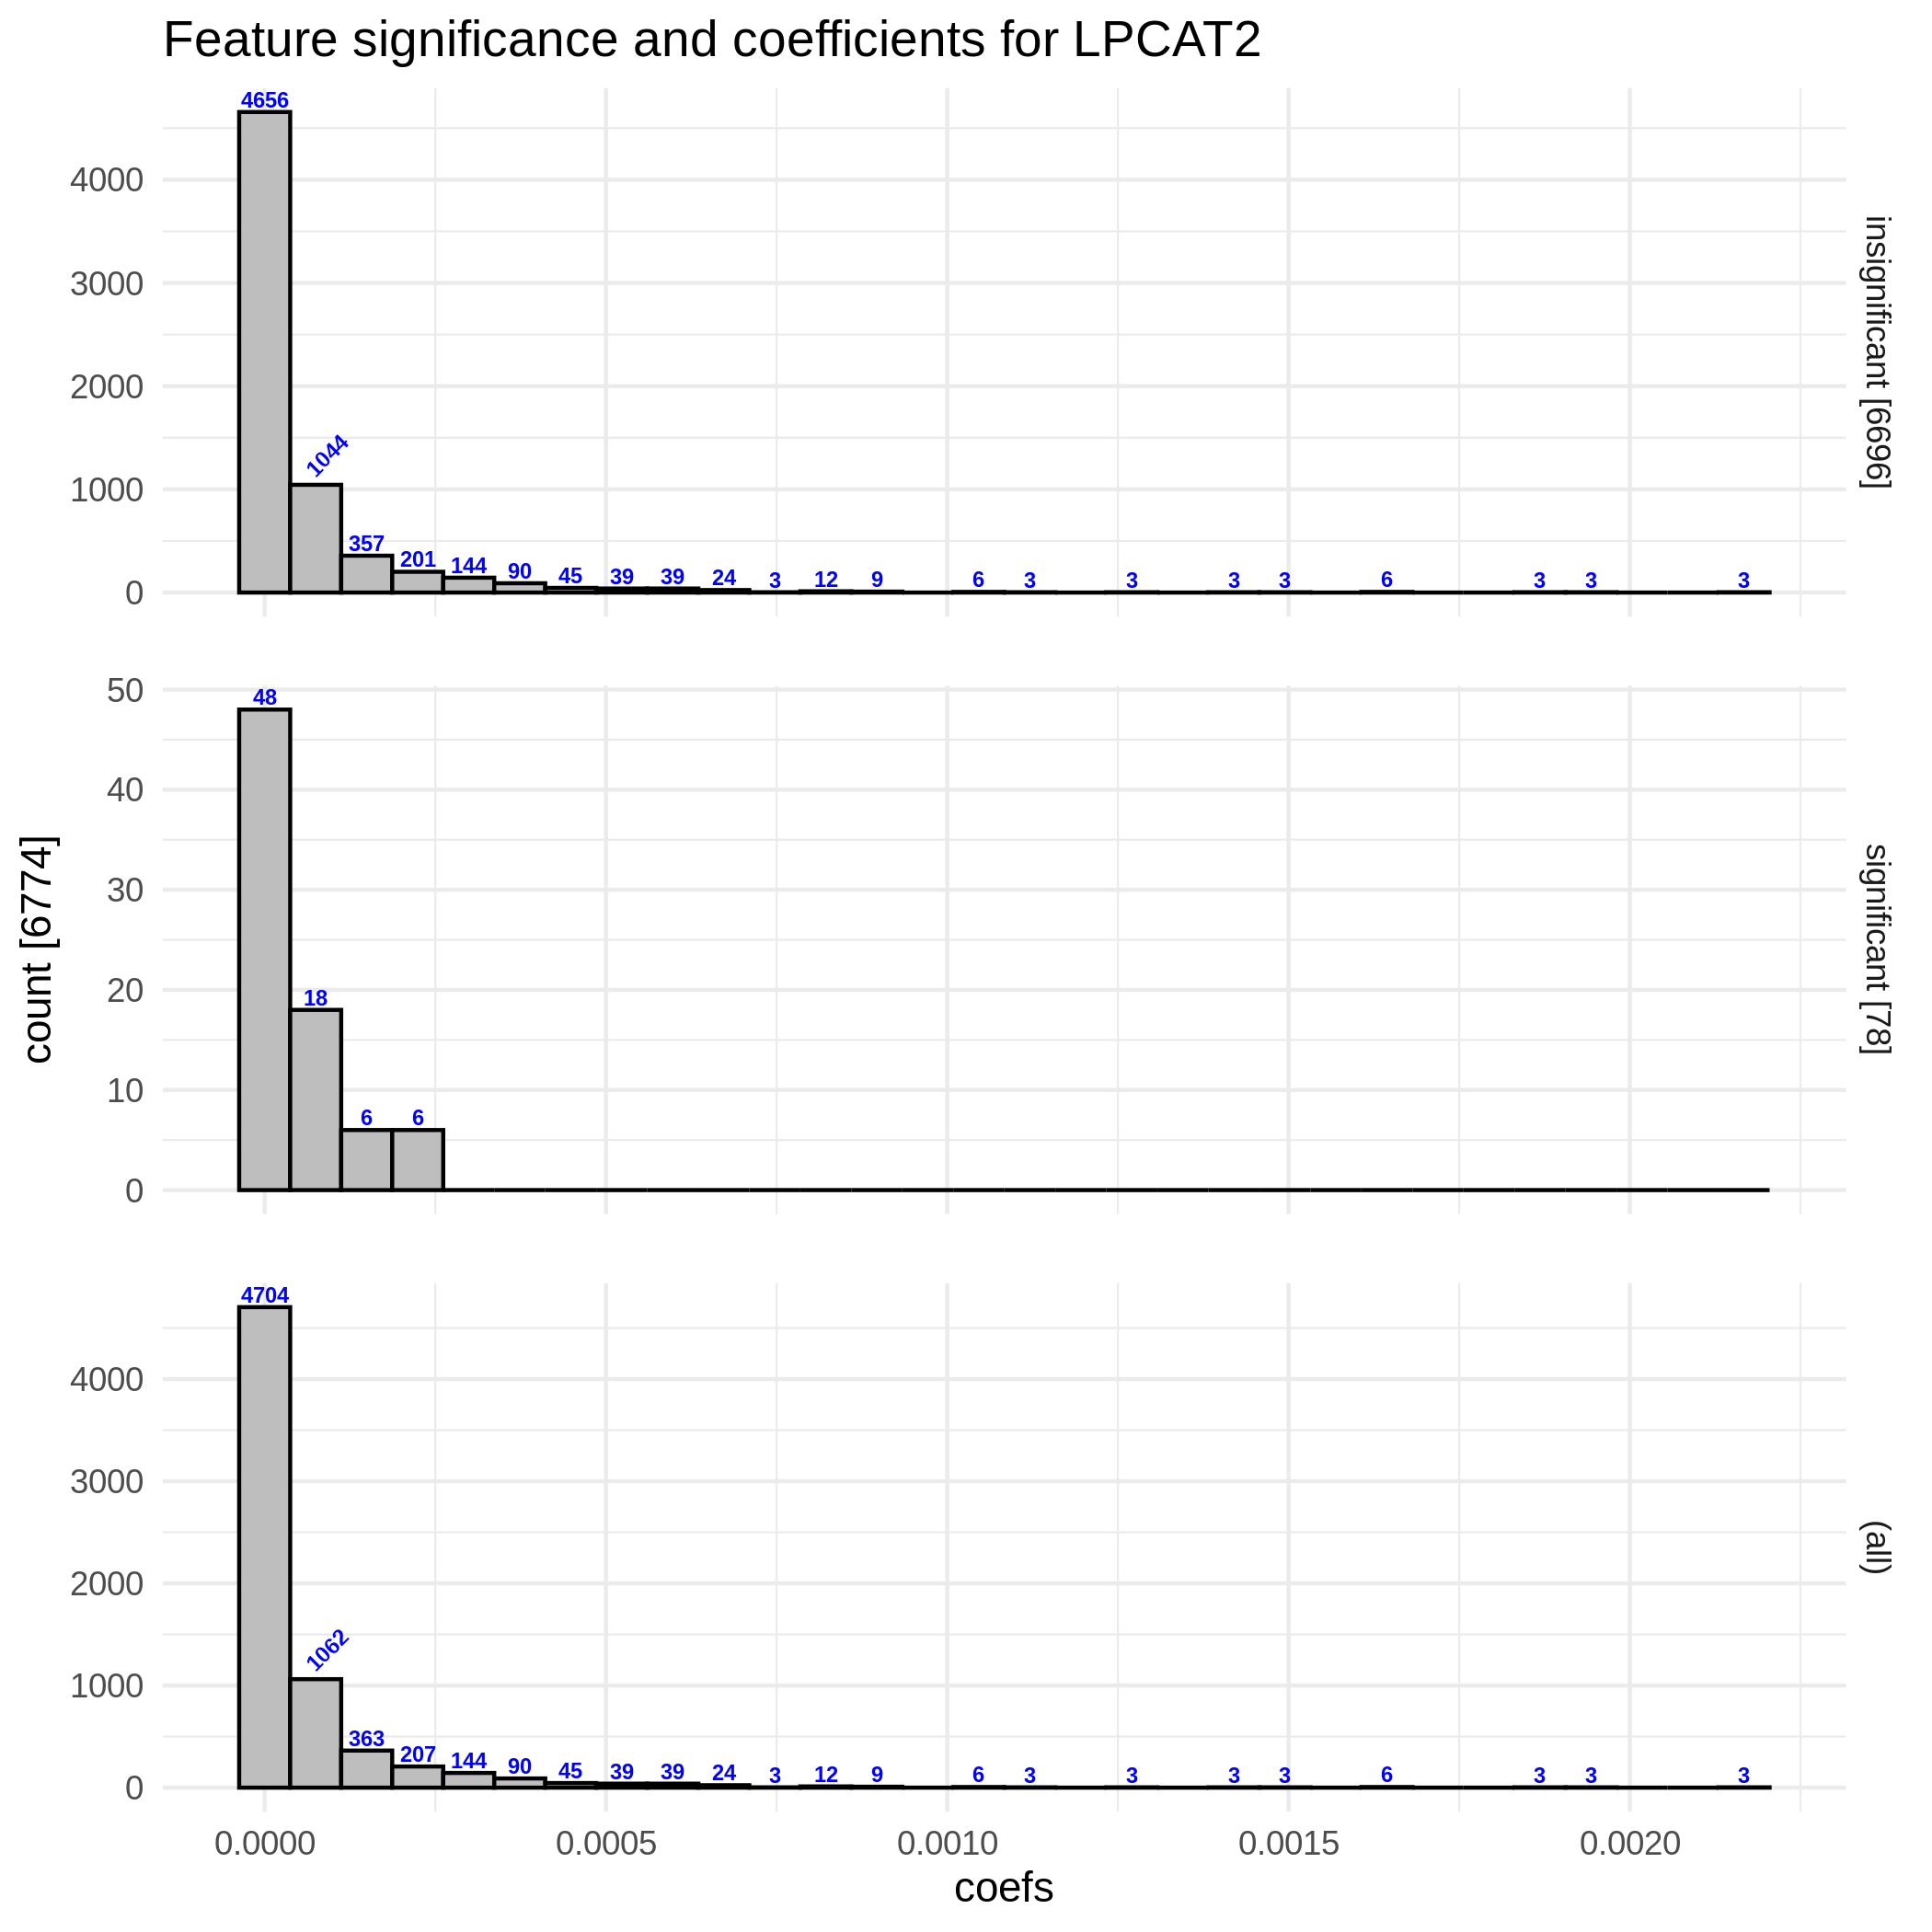 Feature significance and coefficients for LPCAT2
4656
4000
3000
2000
1044
1000
357
201 144 90 45 39 39 24 3 12 9 6 3 3 3 3 6 3 3 3
0
insignificant [6696]
50
48
40
30
20
18
10
6 6
0
significant [78]
count [6774]
4704
4000
3000
2000
1062
1000
363
207 144 90 45 39 39 24 3 12 9 6 3 3 3 3 6 3 3 3
0
(all)
0.0000 0.0005 0.0010 0.0015 0.0020
coefs